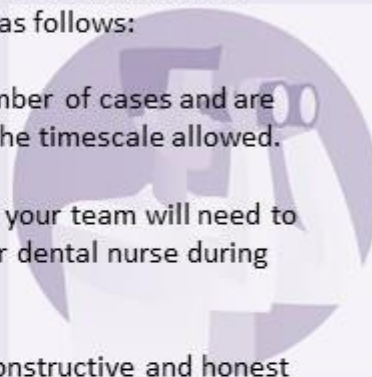 as follows:
mber of cases and are
he timescale allowed.
your team will need to
r dental nurse during
onstructive and honest